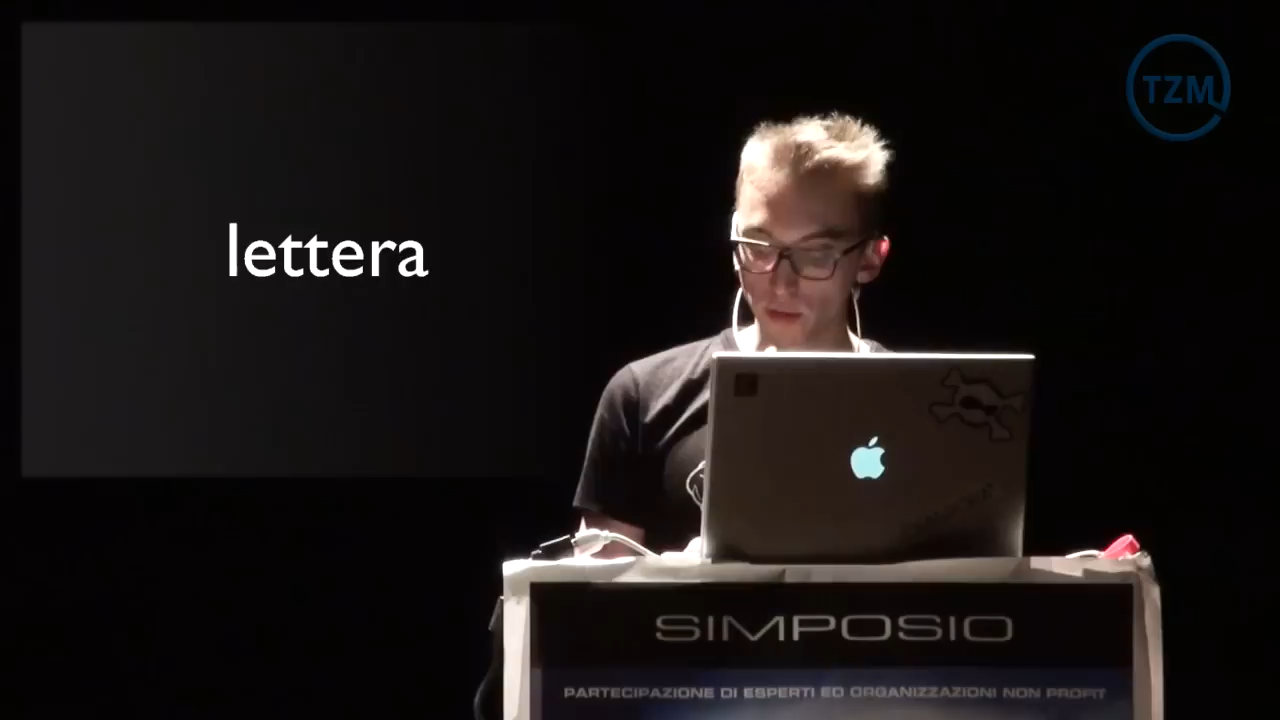 TZM
lettera
SIMPOSIO
PARTECIPAZIONE DI ESPERTI ED ORGANIZZAZIONI NON PROFIT